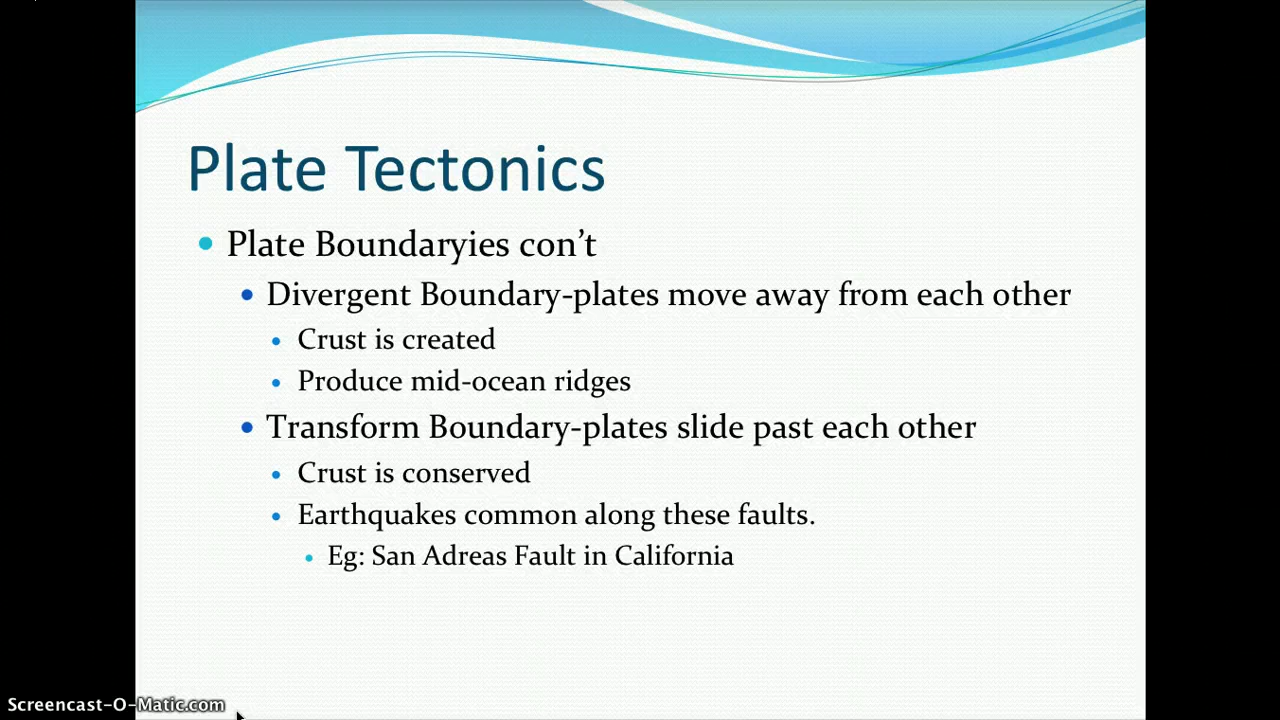 Plate Tectonics
Plate Boundaryies con’t
Divergent Boundary-plates move away from each other
Crust is created
Produce mid-ocean ridges
Transform Boundary-plates slide past each other
Crust is conserved
Earthquakes common along these faults.
Eg: San Adreas Fault in California
Screencast-O-Matic.com